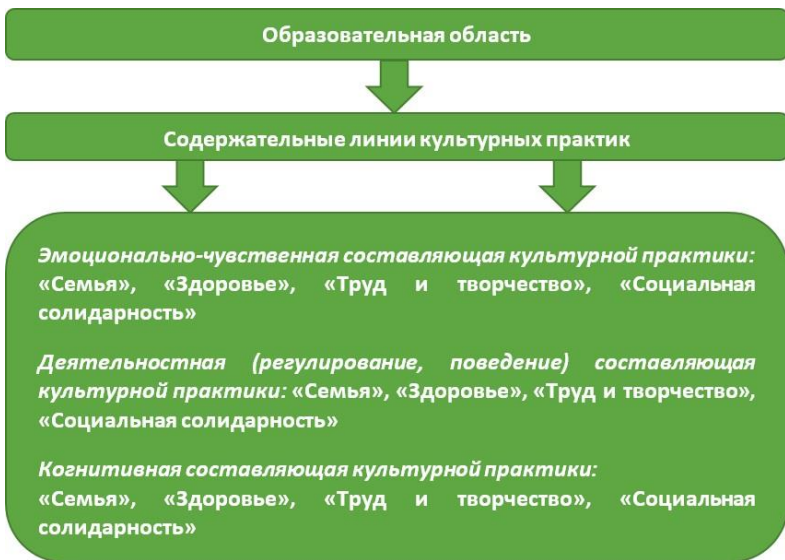 Образовательная область
Содержательные линии культурных практик
Эмоционально-чувственная составляющая культурной практики:
«Семья», «Здоровье», «Труд и творчество», «Социальная
солидарность»
Деятельностная (регулирование, поведение) составляющая
культурной практики: «Семья», «Здоровье», «Труд и творчество»,
«Социальная солидарность»
Когнитивная составляющая культурной практики:
«Семья», «Здоровье», «Труд и творчество», «Социальная
солидарность»